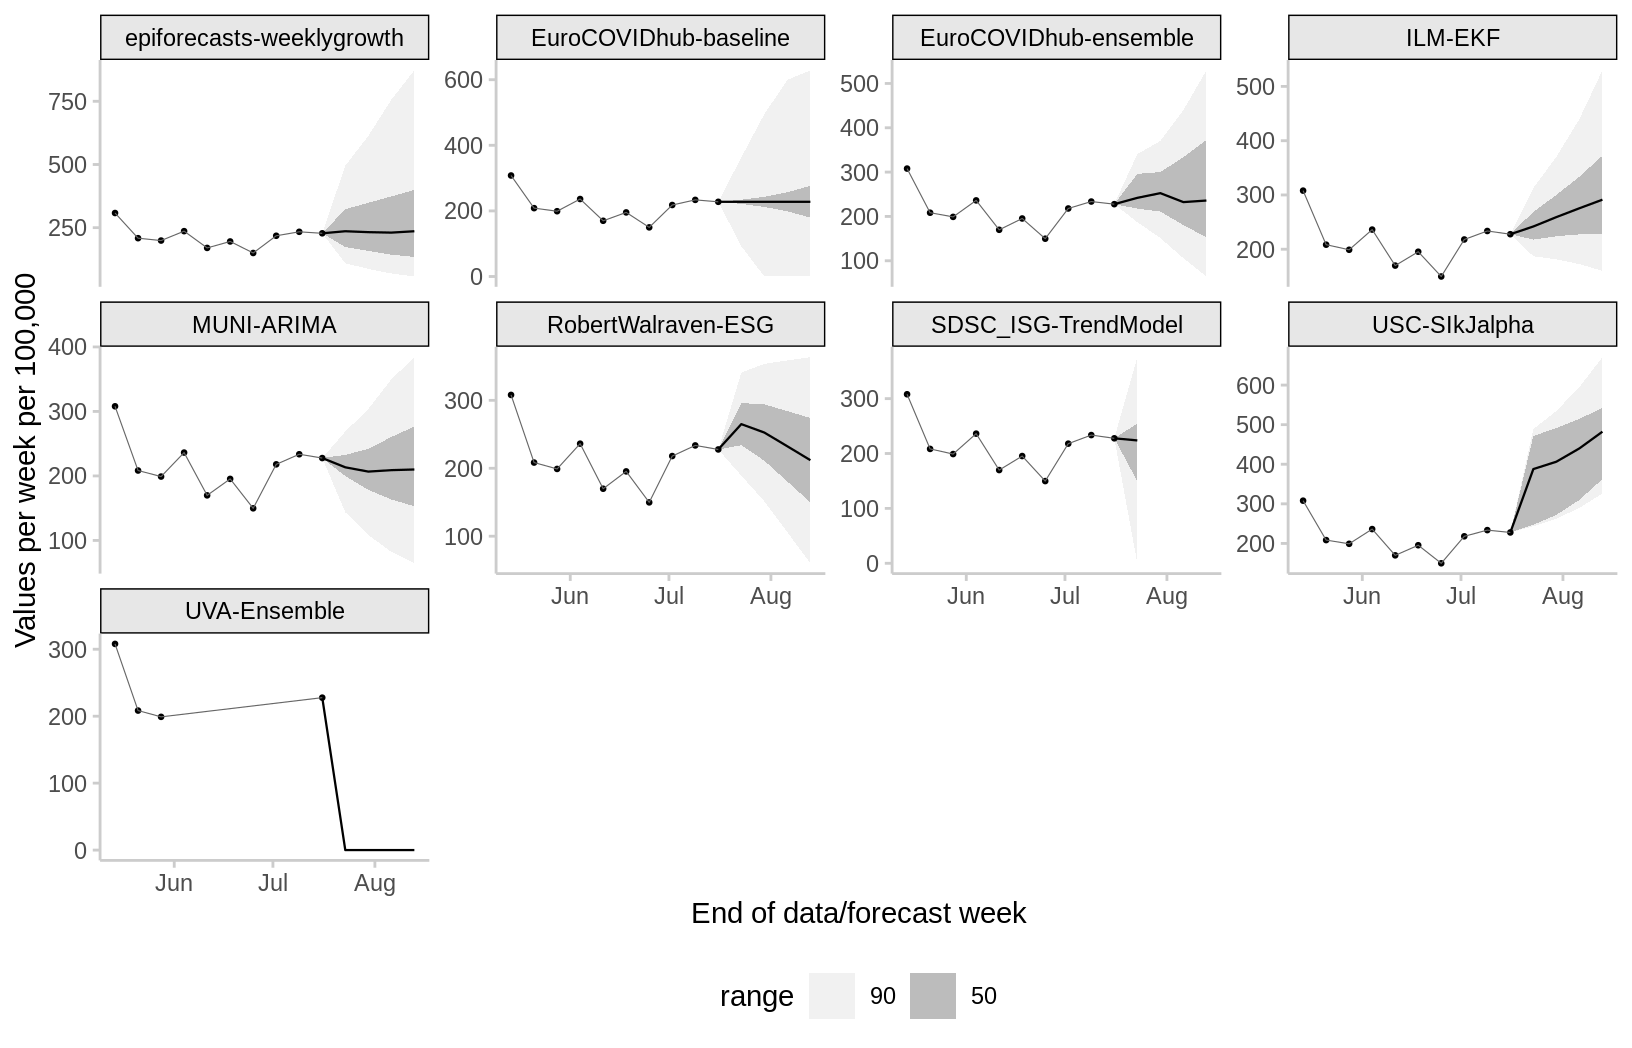 epiforecasts-weeklygrowth
EuroCOVIDhub-baseline
EuroCOVIDhub-ensemble
ILM-EKF
750
500
250
600
400
200
0
500
400
300
200
100
500
400
300
200
MUNI-ARIMA
RobertWalraven-ESG
SDSC_ISG-TrendModel
USC-SIkJalpha
400
300
200
100
300
200
100
300
200
100
0
600
500
400
300
200
Jun Jul Aug
Jun Jul Aug
Jun Jul Aug
UVA-Ensemble
300
200
100
0
Jun Jul Aug
Values per week per 100,000
End of data/forecast week
range 90 50